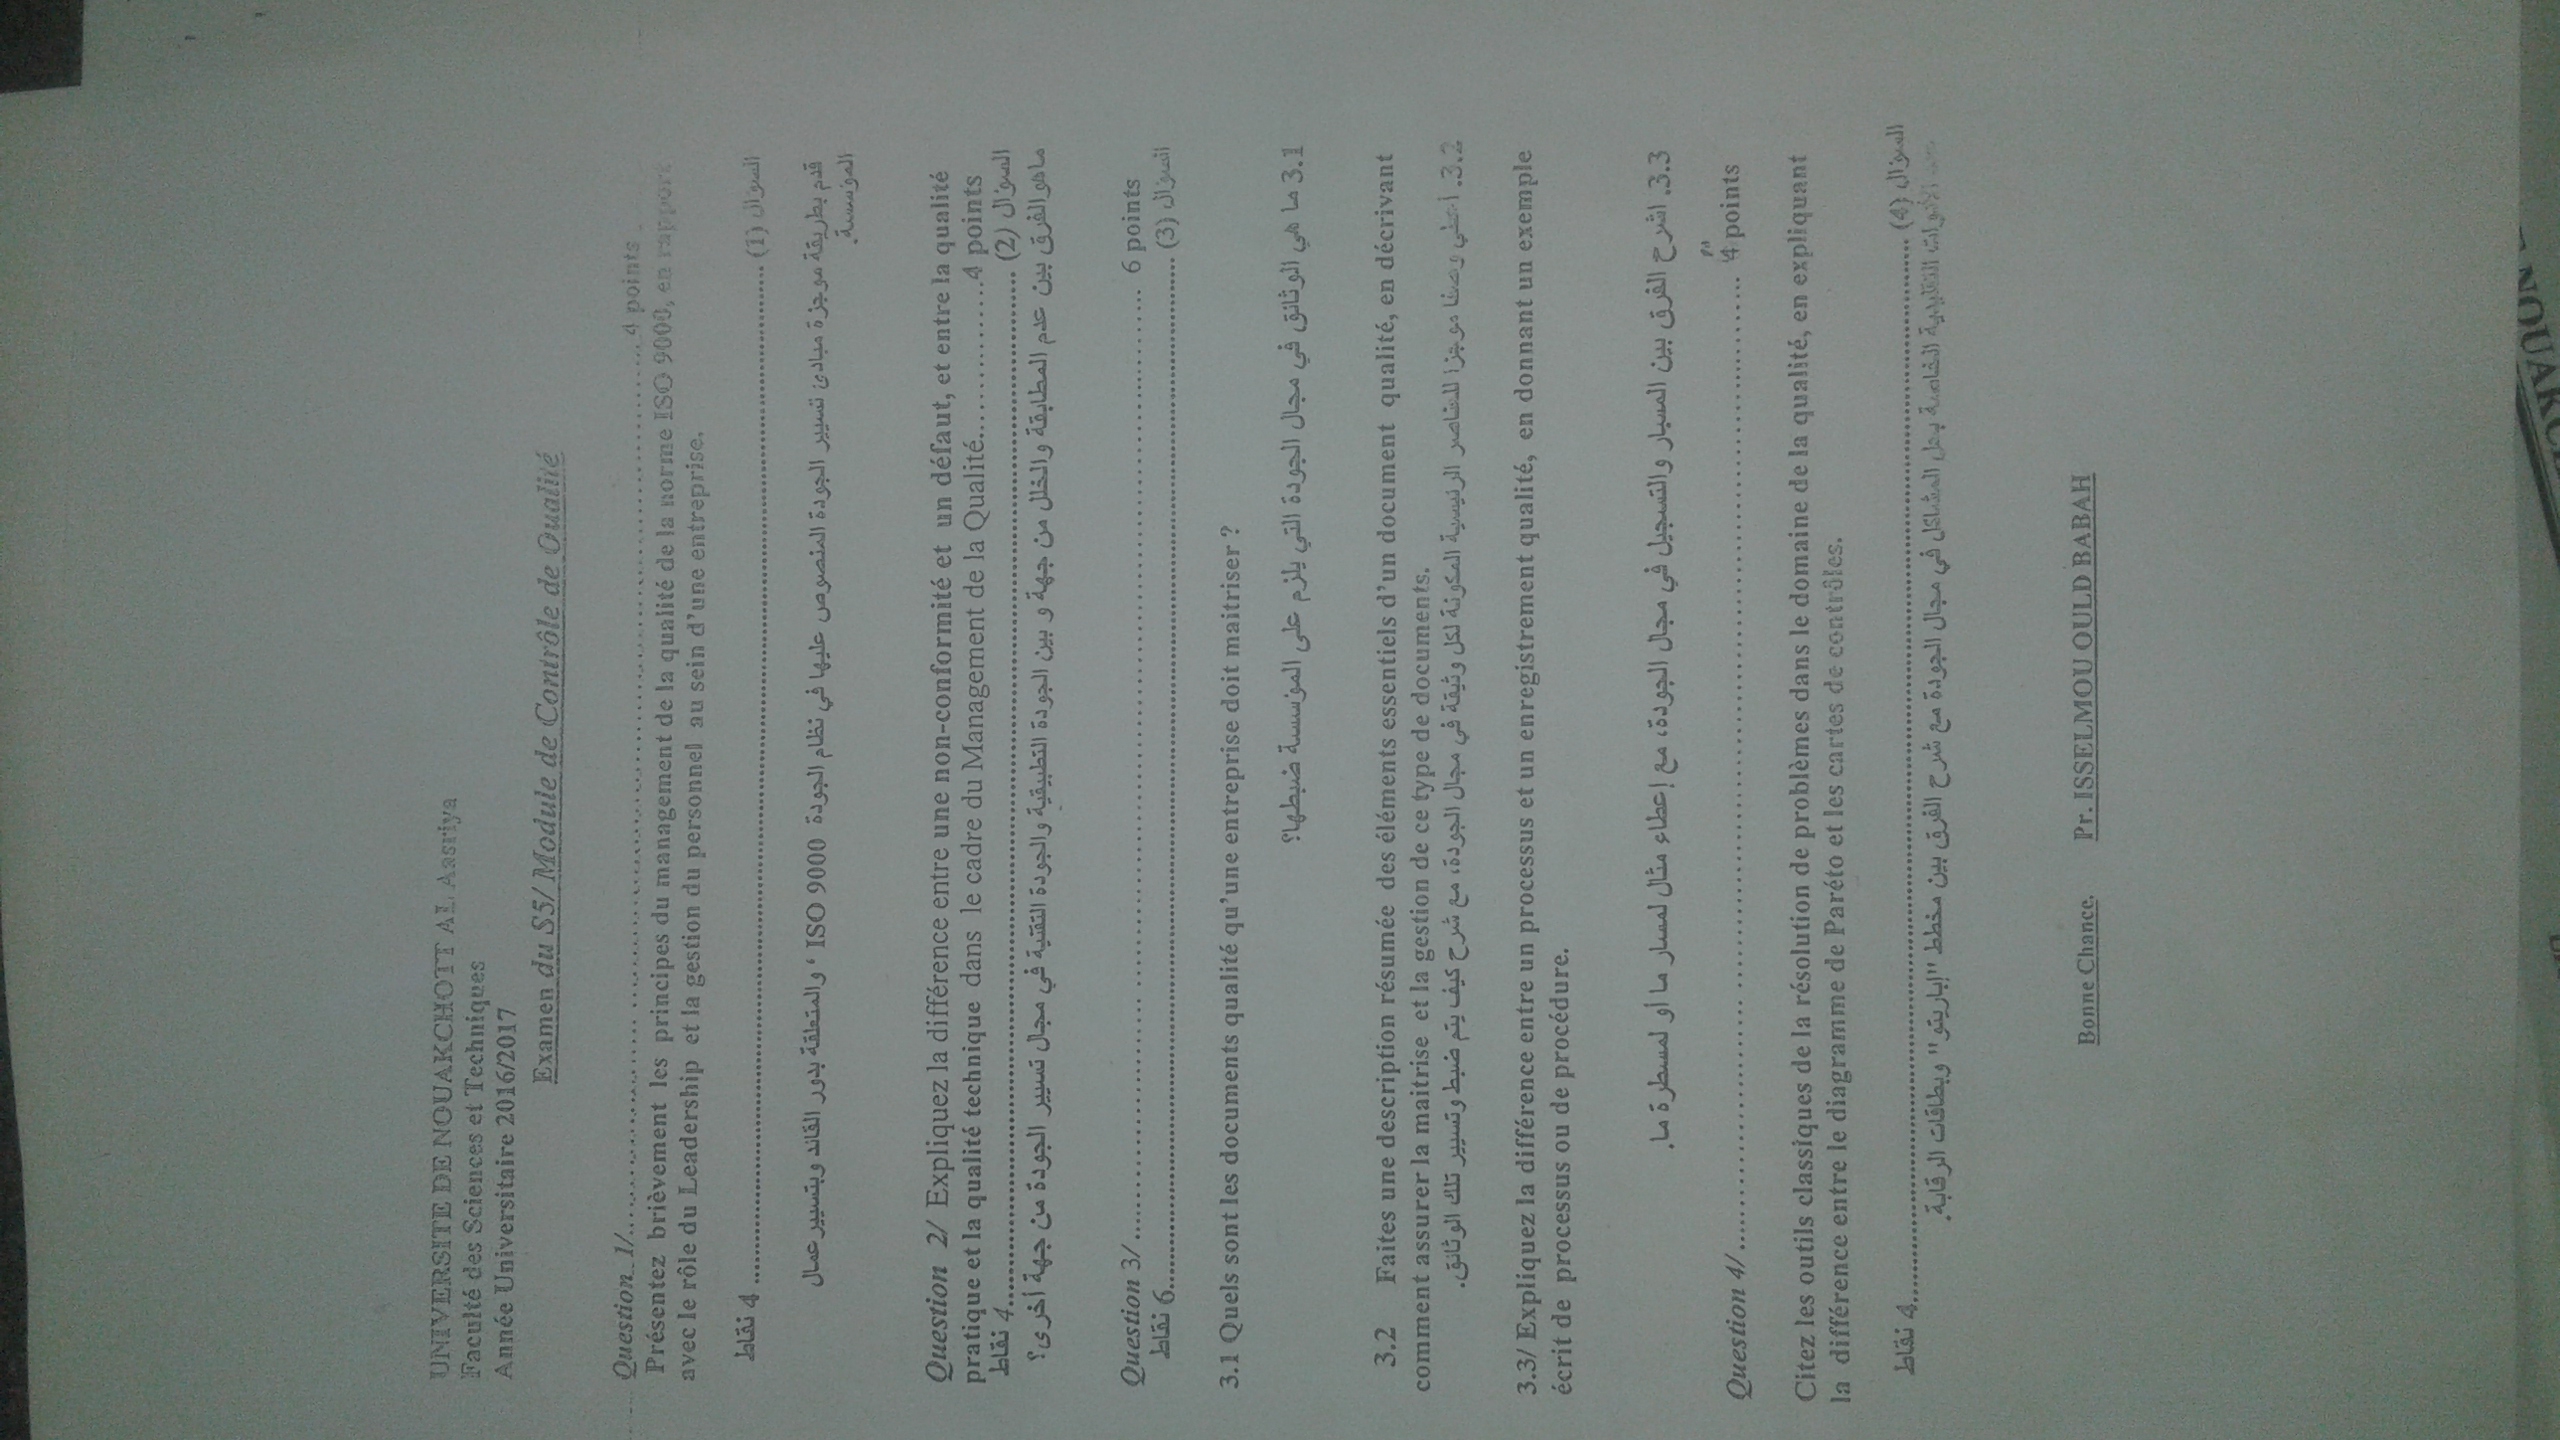 UNIVERSITE DE NOUAKCHOTT AL Aasriya
Faculté des Sciences et Techniques
Année Universitaire 2016/2017
Examen du S5/ Module de Contrôle de Qualité
Question 1/........................................................................ 4 points
Présentez brièvement les principes du management de la qualité de la norme ISO 9000, en rapport
avec le rôle du Leadership et la gestion du personnel au sein d'une entreprise.
السؤال (1) ........................................................................ 4 نقاط
قدم بطريقة موجزة مبادئ تسيير الجودة المنصوص عليها في نظام الجودة ISO 9000 ، والمتعلقة بدور القائد وبتسيير عمال
المؤسسة.
Question 2/ Expliquez la différence entre une non-conformité et un défaut, et entre la qualité
pratique et la qualité technique dans le cadre du Management de la Qualité................4 points
السؤال (2) ........................................................................4 نقاط
ماهو الفرق بين عدم المطابقة والخلل من جهة و بين الجودة التطبيقية والجودة التقنية في مجال تسيير الجودة من جهة أخرى؟
Question 3/ ........................................................................ 6 points
السؤال (3) ........................................................................6 نقاط
3.1 Quels sont les documents qualité qu'une entreprise doit maitriser ?
3.1 ما هي الوثائق في مجال الجودة التي يلزم على المؤسسة ضبطها؟
3.2 Faites une description résumée des éléments essentiels d'un document qualité, en décrivant
comment assurer la maitrise et la gestion de ce type de documents.
3.2. أعطي وصفا موجزا للعناصر الرئيسية المكونة لكل وثيقة في مجال الجودة، مع شرح كيف يتم ضبط وتسيير تلك الوثائق.
3.3/ Expliquez la différence entre un processus et un enregistrement qualité, en donnant un exemple
écrit de processus ou de procédure.
3.3. اشرح الفرق بين المسار والتسجيل في مجال الجودة، مع إعطاء مثال لمسار ما أو لمسطرة ما.
Question 4/ ........................................................................ 4 points
Citez les outils classiques de la résolution de problèmes dans le domaine de la qualité, en expliquant
la différence entre le diagramme de Paréto et les cartes de contrôles.
السؤال (4) ........................................................................4 نقاط
الأدوات التقليدية الخاصة بحل المشاكل في مجال الجودة مع شرح الفرق بين مخطط "إباريتو" وبطاقات الرقابة.
Bonne Chance. Pr. ISSELMOU OULD BABAH